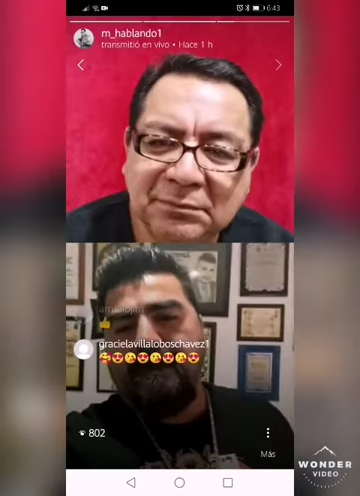 6:43
m_hablando1
transmitió en vivo • Hace 1 h
gracielavillaloboschavez1
🥰😍😘😍😘😍😘😍
802
Más
WONDER
VIDEO